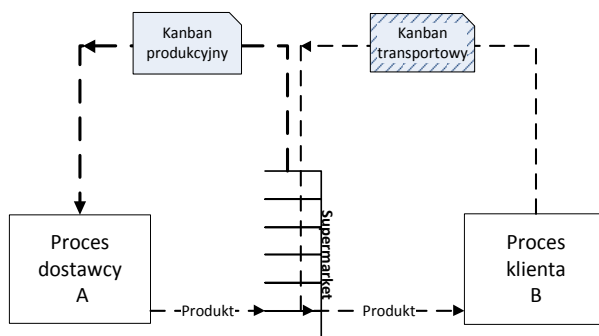 Kanban
produkcyjny
Kanban
transportowy
Proces
dostawcy
A
Supermarket
Proces
klienta
B
Produkt
Produkt